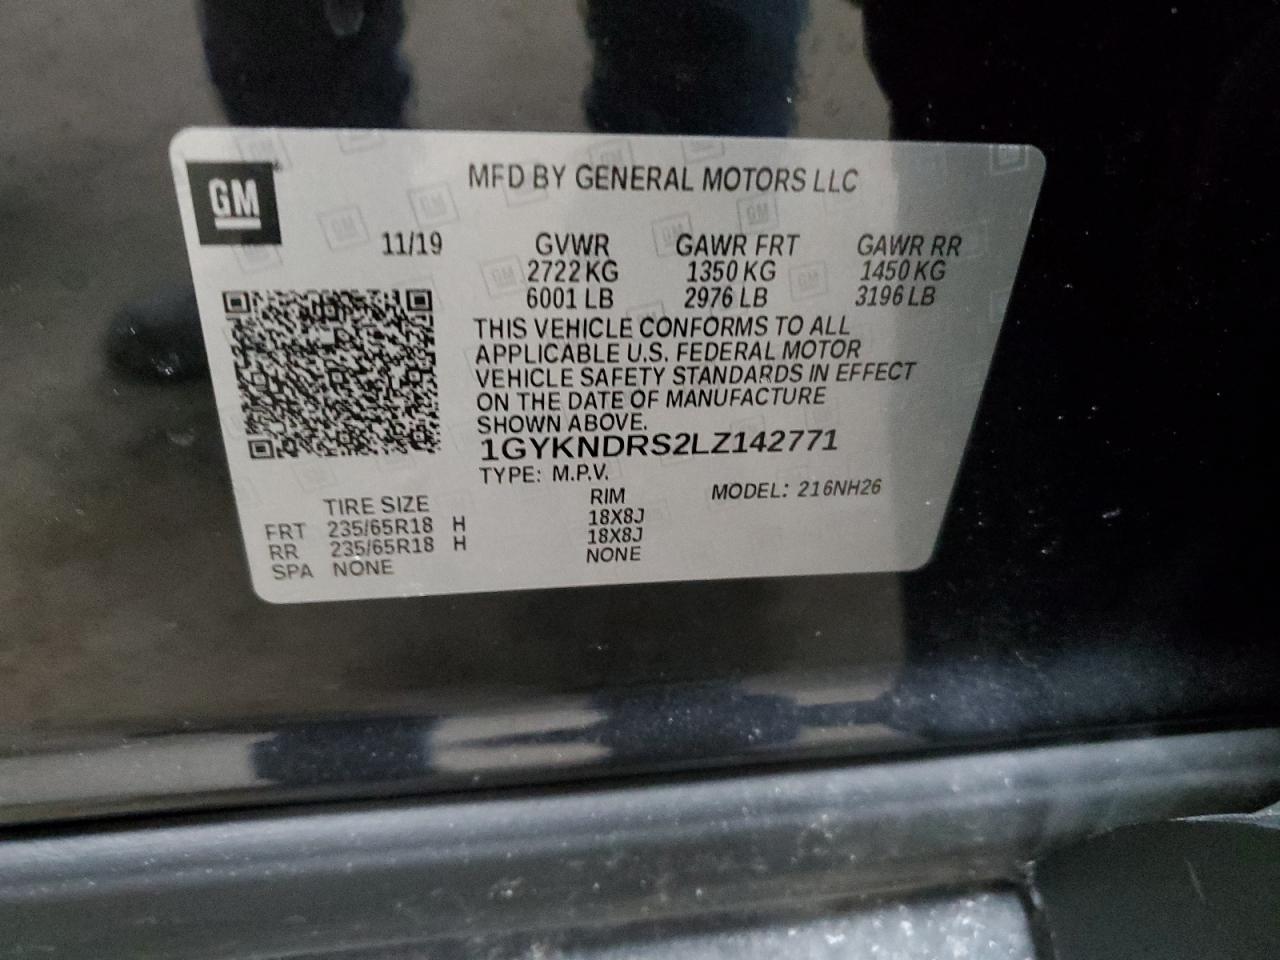 GM
MFD BY GENERAL MOTORS LLC
11/19 GVWR GAWR FRT GAWR RR
2722 KG 1350 KG 1450 KG
6001 LB 2976 LB 3196 LB
THIS VEHICLE CONFORMS TO ALL
APPLICABLE U.S. FEDERAL MOTOR
VEHICLE SAFETY STANDARDS IN EFFECT
ON THE DATE OF MANUFACTURE
SHOWN ABOVE.
1GYKNDRS2LZ142771
TYPE: M.P.V. MODEL: 216NH26
TIRE SIZE RIM
FRT 235/65R18 H 18X8J
RR 235/65R18 H 18X8J
SPA NONE NONE